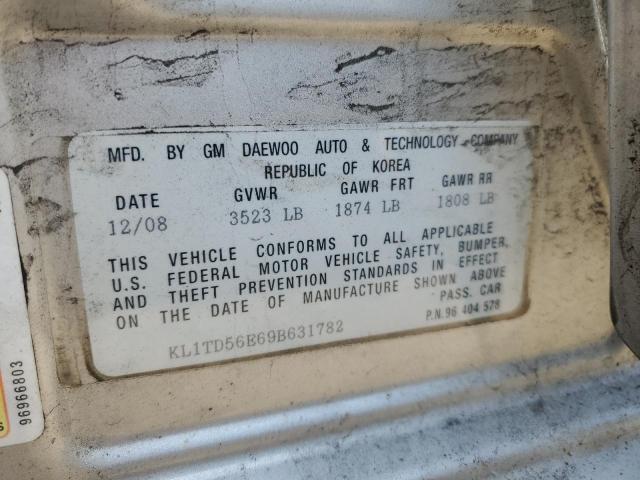 MFD. BY GM DAEWOO AUTO & TECHNOLOGY COMPANY
REPUBLIC OF KOREA
DATE GVWR GAWR FRT GAWR RR
12/08 3523 LB 1874 LB 1808 LB
THIS VEHICLE CONFORMS TO ALL APPLICABLE
U.S. FEDERAL MOTOR VEHICLE SAFETY, BUMPER,
AND THEFT PREVENTION STANDARDS IN EFFECT
ON THE DATE OF MANUFACTURE SHOWN ABOVE
PASS. CAR
KL1TD56E69B631782
P.N. 96 404 528
96966803